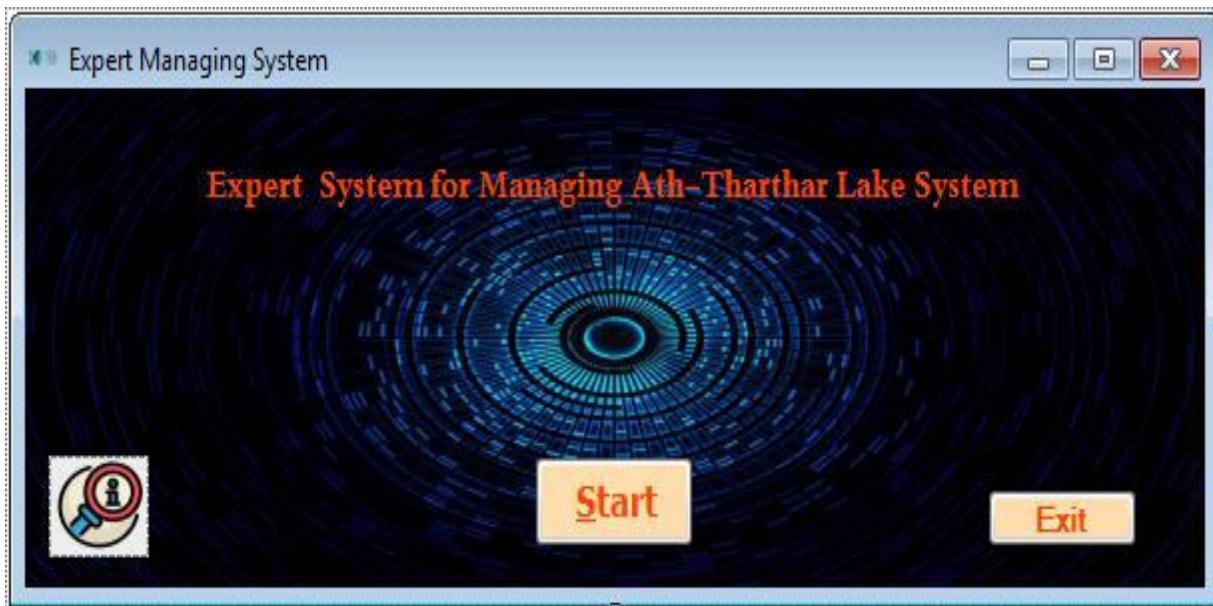 Expert Managing System
Expert System for Managing Ath-Tharthar Lake System
i
Start
Exit